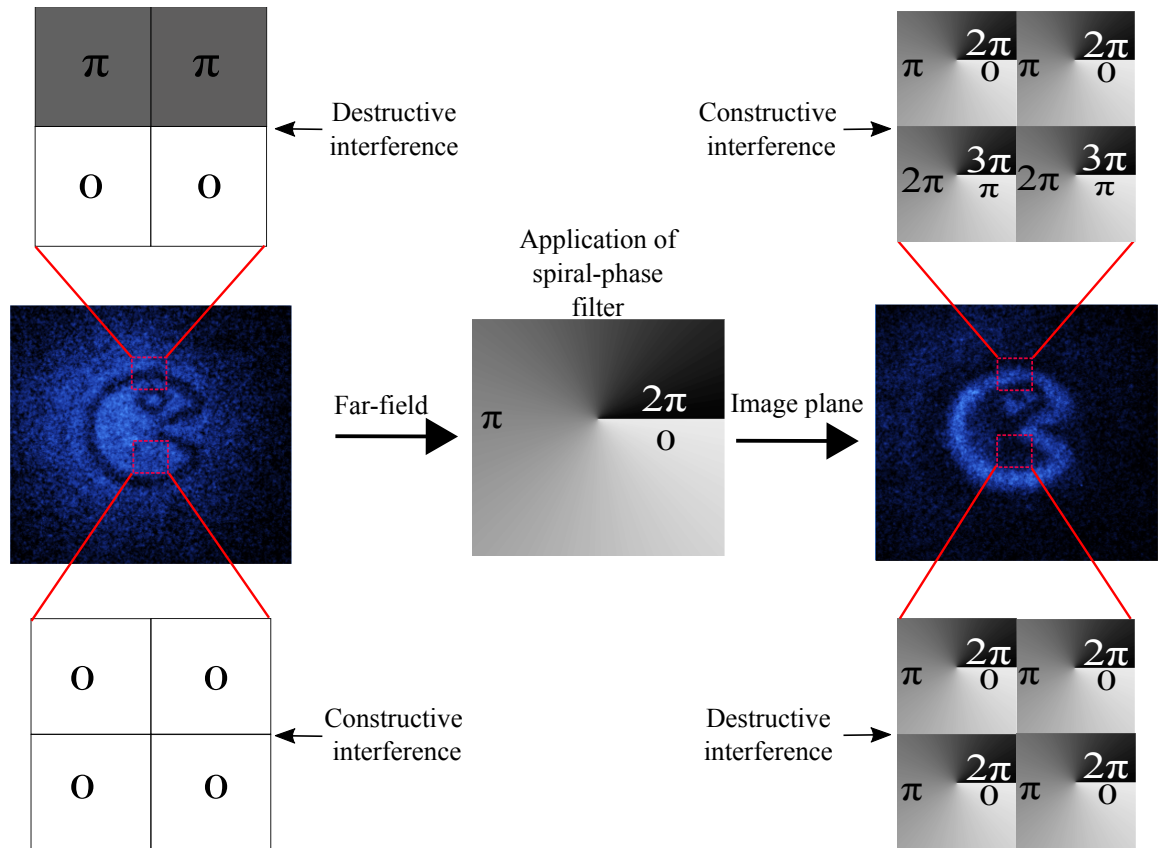 π π
0 0
Destructive
interference
Constructive
interference
2π 2π
π 0 π 0
3π 3π
2π π 2π π
Application of
spiral-phase
filter
Far-field
π 2π
0
Image plane
0 0
0 0
Constructive
interference
Destructive
interference
2π 2π
π 0 π 0
2π 2π
π 0 π 0